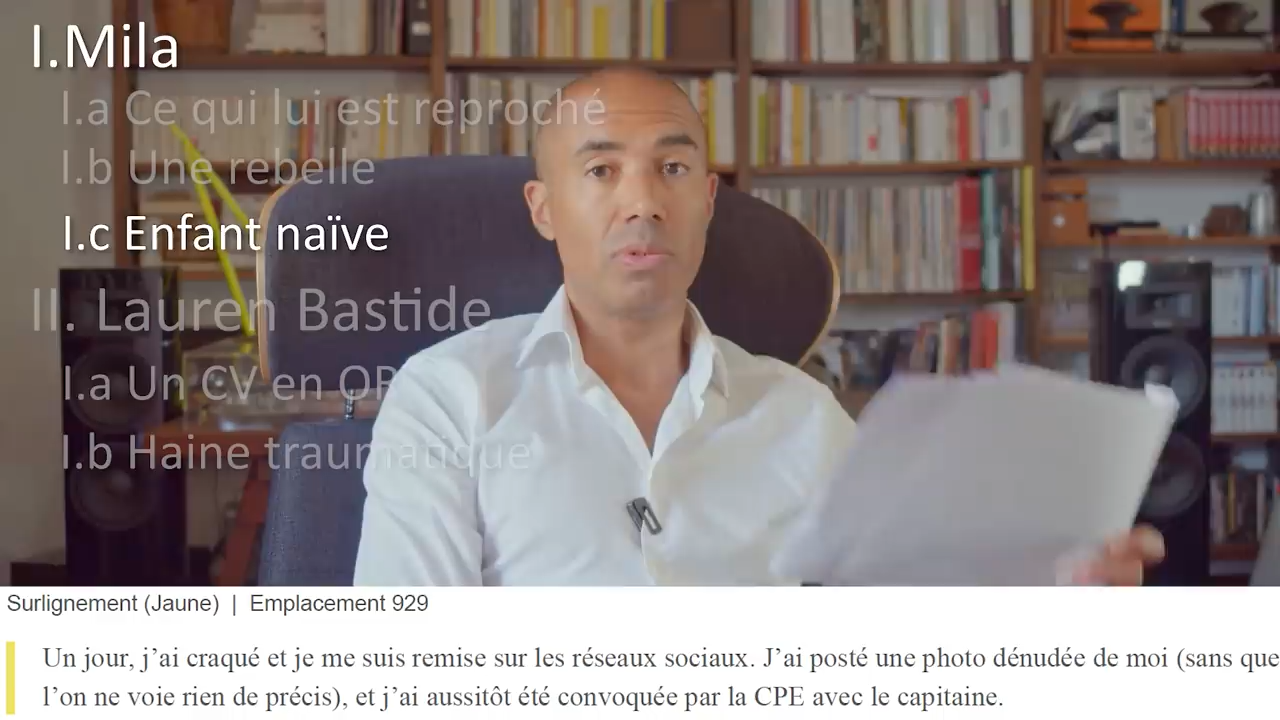 I.Mila
I.a Ce qui lui est reproché
I.b Une rebelle
I.c Enfant naïve
II. Lauren Bastide
I.a Un CV en OR
I.b Haine traumatique
Surlignement (Jaune) | Emplacement 929
Un jour, j’ai craqué et je me suis remise sur les réseaux sociaux. J’ai posté une photo dénudée de moi (sans que
l’on ne voie rien de précis), et j’ai aussitôt été convoquée par la CPE avec le capitaine.